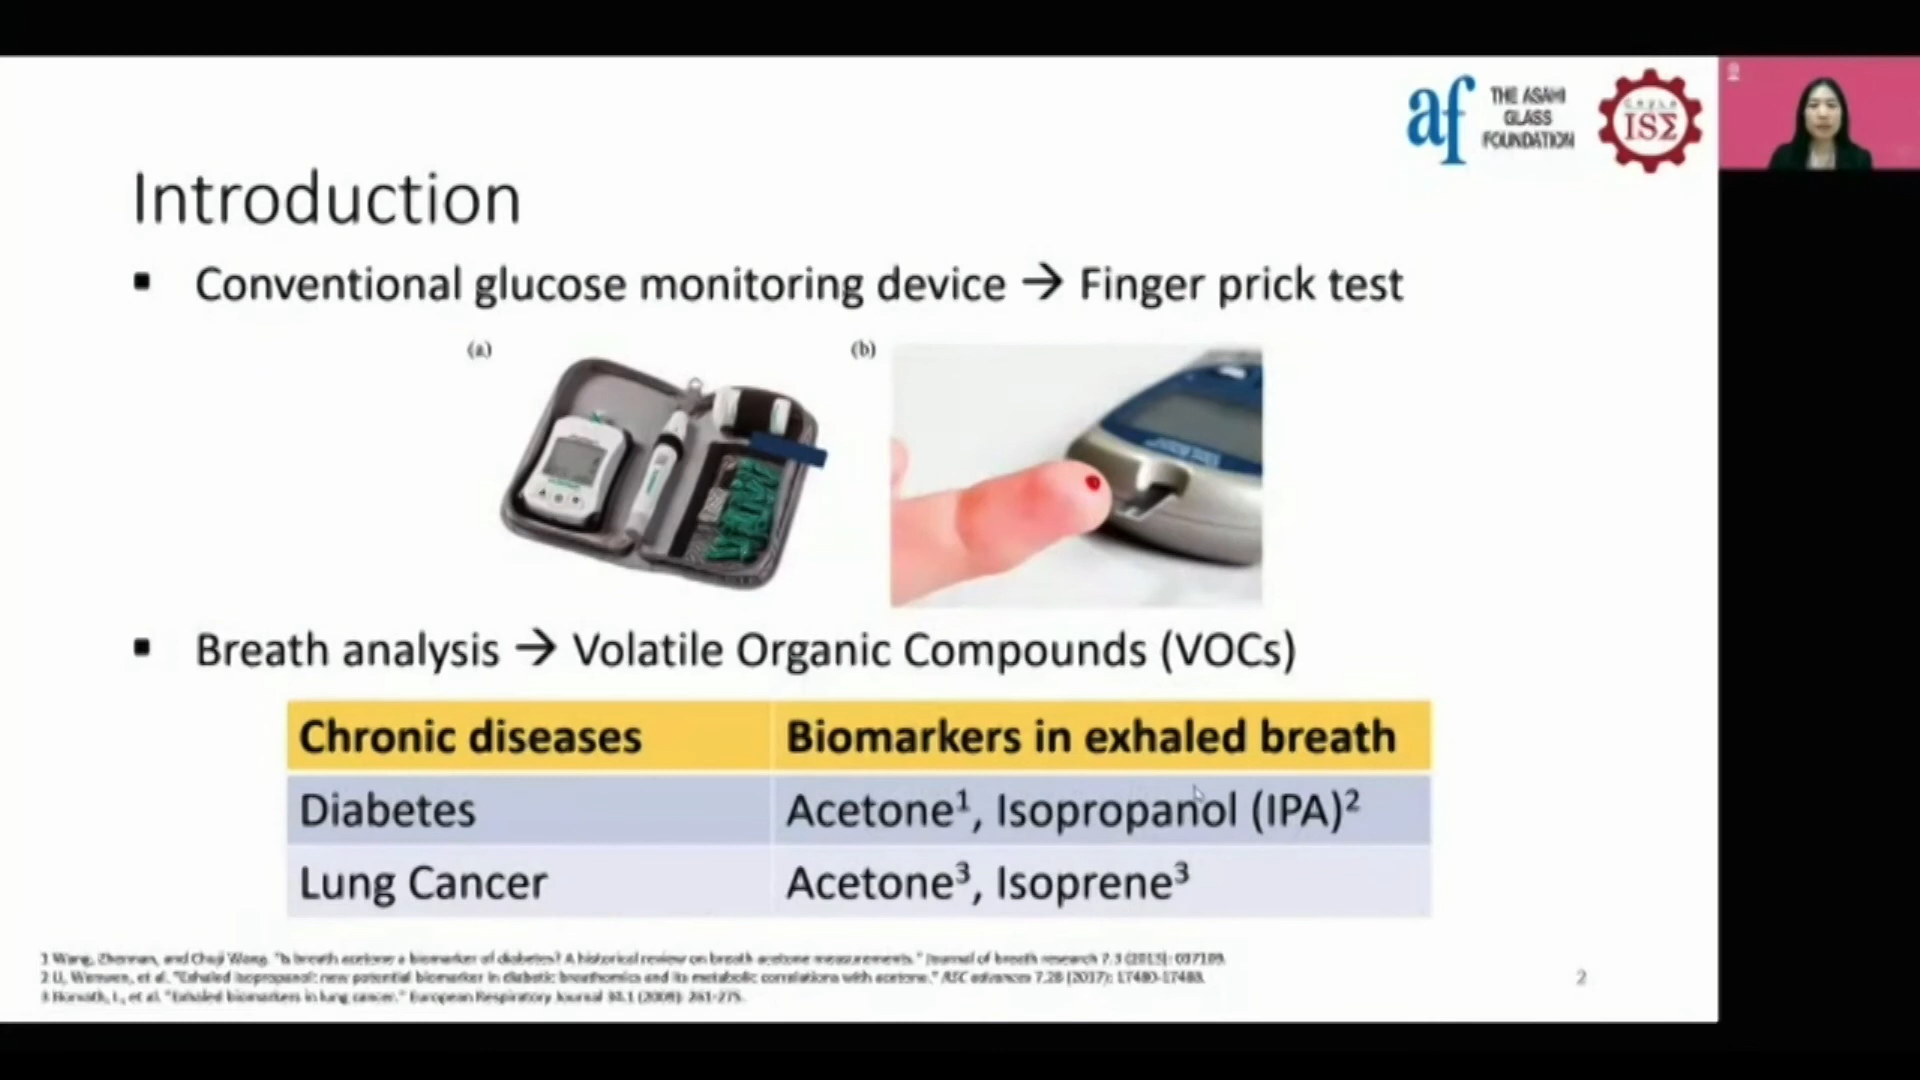 af THE ASAHI
GLASS
FOUNDATION
CHULA
ISΣ
Introduction
▪ Conventional glucose monitoring device → Finger prick test
(a)
(b)
▪ Breath analysis → Volatile Organic Compounds (VOCs)
Chronic diseases Biomarkers in exhaled breath
Diabetes Acetone¹, Isopropanol (IPA)²
Lung Cancer Acetone³, Isoprene³
1 Wang, Zhennan, and Chuji Wang. "Is breath acetone a biomarker of diabetes? A historical review on breath acetone measurements." Journal of breath research 7.3 (2013): 037109.
2 Li, Wenwen, et al. "Exhaled isopropanol: new potential biomarker in diabetic breathomics and its metabolic correlations with acetone." RSC advances 7.28 (2017): 17480-17488.
3 Horváth, I., et al. "Exhaled biomarkers in lung cancer." European Respiratory Journal 34.1 (2009): 261-275.
2